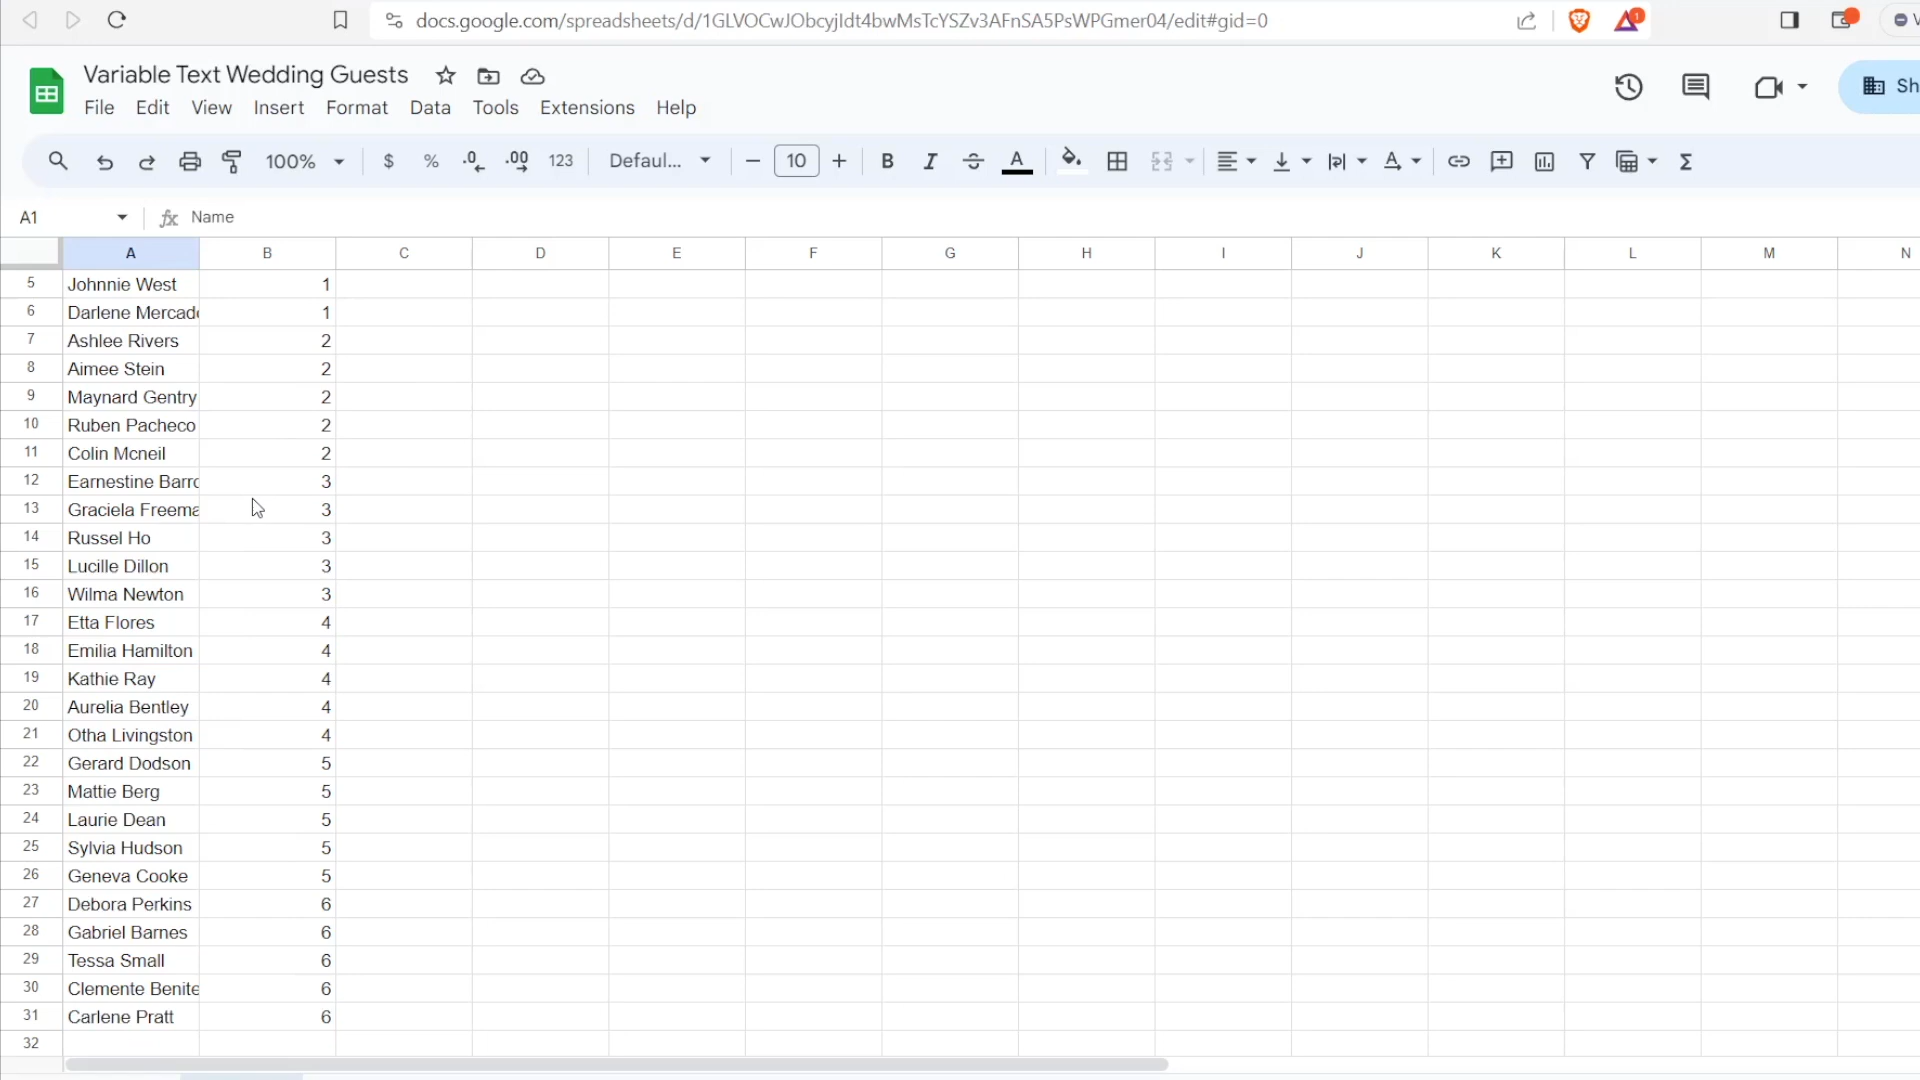 docs.google.com/spreadsheets/d/1GLVOCwJObcyjIdt4bwMsTcYSZv3AFnSA5PsWPGmer04/edit#gid=0
1
V
Variable Text Wedding Guests
File Edit View Insert Format Data Tools Extensions Help
Sh
100% $ % .0 .00 123 Defaul... 10 B I S A
A1 fx Name
A B C D E F G H I J K L M N
5 Johnnie West 1
6 Darlene Mercad 1
7 Ashlee Rivers 2
8 Aimee Stein 2
9 Maynard Gentry 2
10 Ruben Pacheco 2
11 Colin Mcneil 2
12 Earnestine Barr 3
13 Graciela Freema 3
14 Russel Ho 3
15 Lucille Dillon 3
16 Wilma Newton 3
17 Etta Flores 4
18 Emilia Hamilton 4
19 Kathie Ray 4
20 Aurelia Bentley 4
21 Otha Livingston 4
22 Gerard Dodson 5
23 Mattie Berg 5
24 Laurie Dean 5
25 Sylvia Hudson 5
26 Geneva Cooke 5
27 Debora Perkins 6
28 Gabriel Barnes 6
29 Tessa Small 6
30 Clemente Benite 6
31 Carlene Pratt 6
32